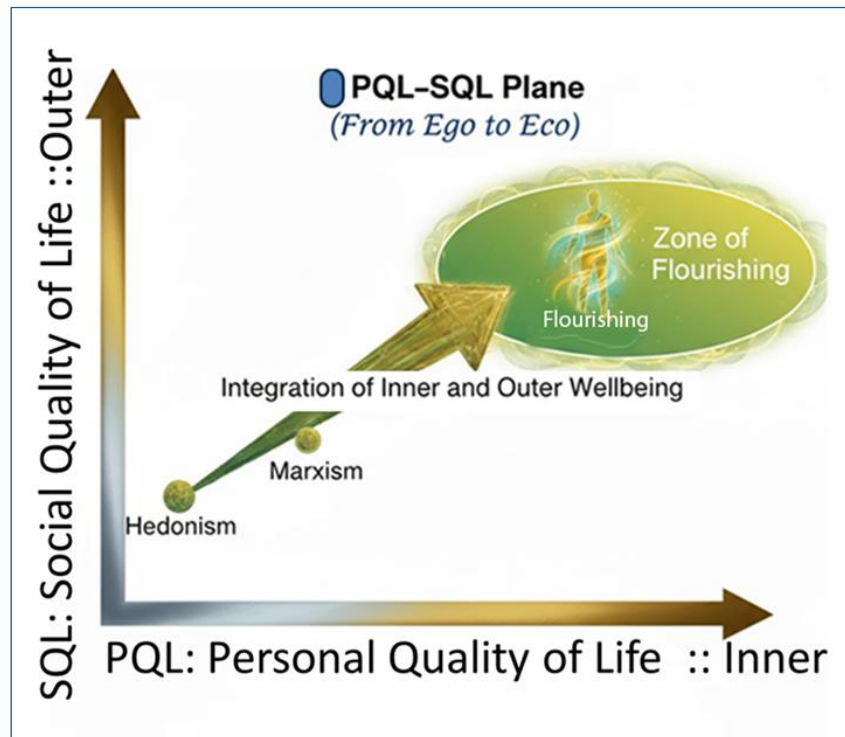 PQL–SQL Plane
(From Ego to Eco)
SQL: Social Quality of Life ::Outer
Zone of
Flourishing
Flourishing
Integration of Inner and Outer Wellbeing
Marxism
Hedonism
PQL: Personal Quality of Life :: Inner